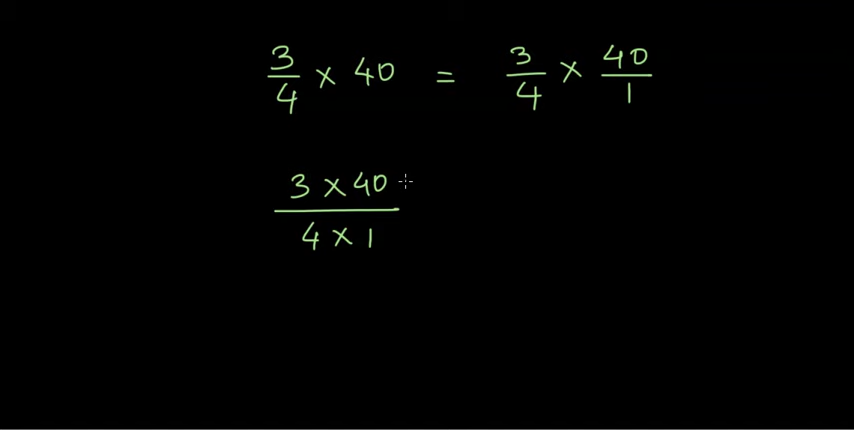 3/4 × 40 = 3/4 × 40/1
3 × 40
4 × 1